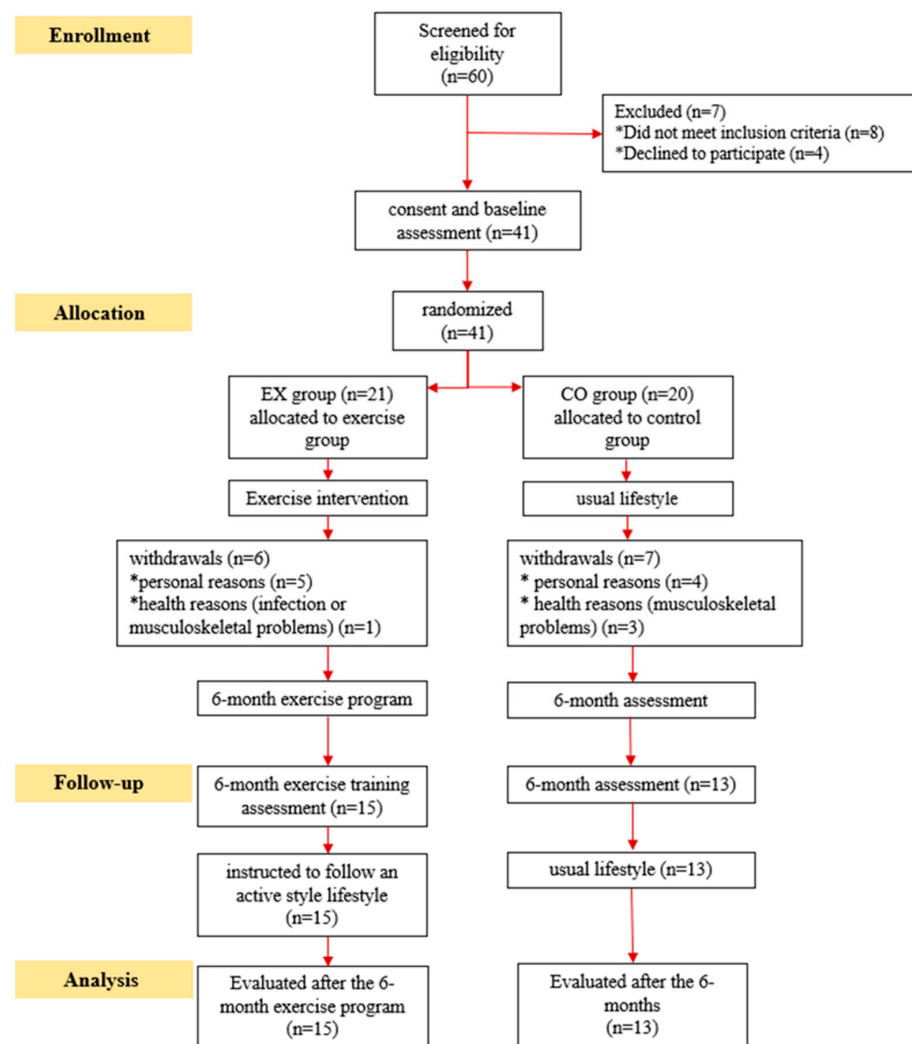 Enrollment
Screened for
eligibility
(n=60)
Excluded (n=7)
*Did not meet inclusion criteria (n=8)
*Declined to participate (n=4)
consent and baseline
assessment (n=41)
Allocation
randomized
(n=41)
EX group (n=21)
allocated to exercise
group
CO group (n=20)
allocated to control
group
Exercise intervention
usual lifestyle
withdrawals (n=6)
*personal reasons (n=5)
*health reasons (infection or
musculoskeletal problems) (n=1)
withdrawals (n=7)
* personal reasons (n=4)
* health reasons (musculoskeletal
problems) (n=3)
6-month exercise program
6-month assessment
Follow-up
6-month exercise training
assessment (n=15)
6-month assessment (n=13)
instructed to follow an
active style lifestyle
(n=15)
usual lifestyle (n=13)
Analysis
Evaluated after the 6-
month exercise program
(n=15)
Evaluated after the 6-
months
(n=13)